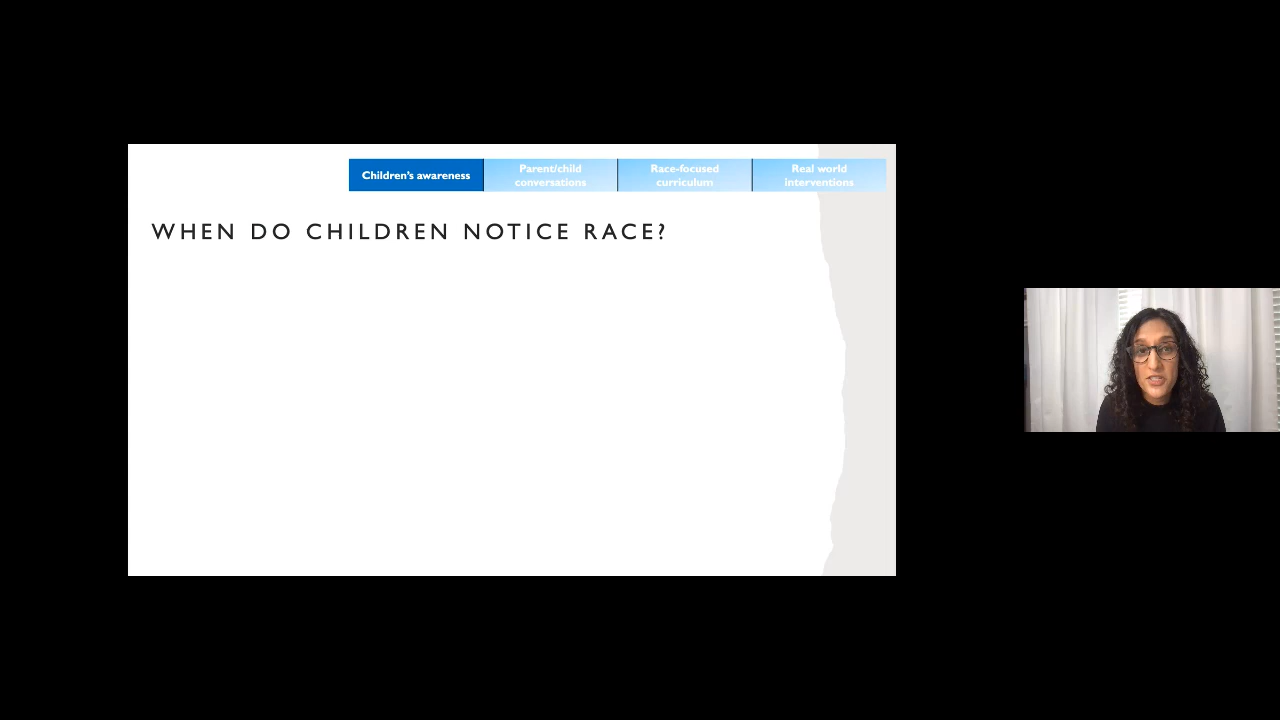 Children's awareness
Parent/child
conversations
Race-focused
curriculum
Real world
interventions
WHEN DO CHILDREN NOTICE RACE?